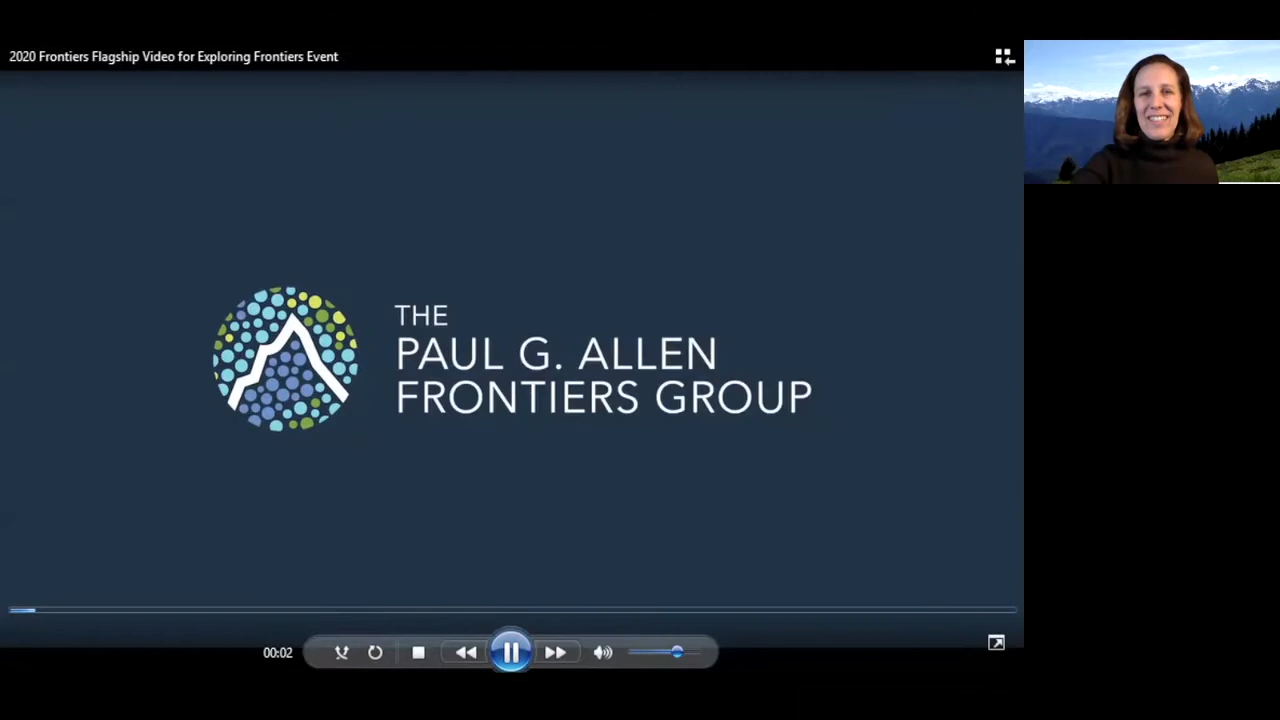 2020 Frontiers Flagship Video for Exploring Frontiers Event
THE
PAUL G. ALLEN
FRONTIERS GROUP
00:02